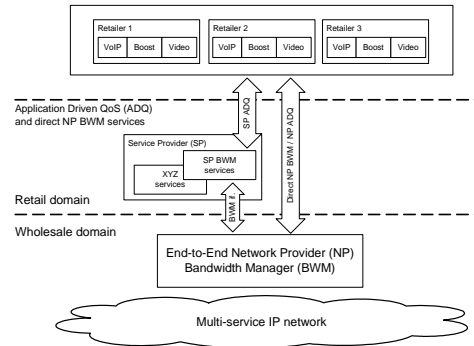 Retailer 1
VoIP Boost Video
Retailer 2
VoIP Boost Video
Retailer 3
VoIP Boost Video
Application Driven QoS (ADQ)
and direct NP BWM services
SP ADQ
Direct NP BWM / NP ADQ
Service Provider (SP)
SP BWM
services
XYZ
services
BWM if.
Retail domain
Wholesale domain
End-to-End Network Provider (NP)
Bandwidth Manager (BWM)
Multi-service IP network